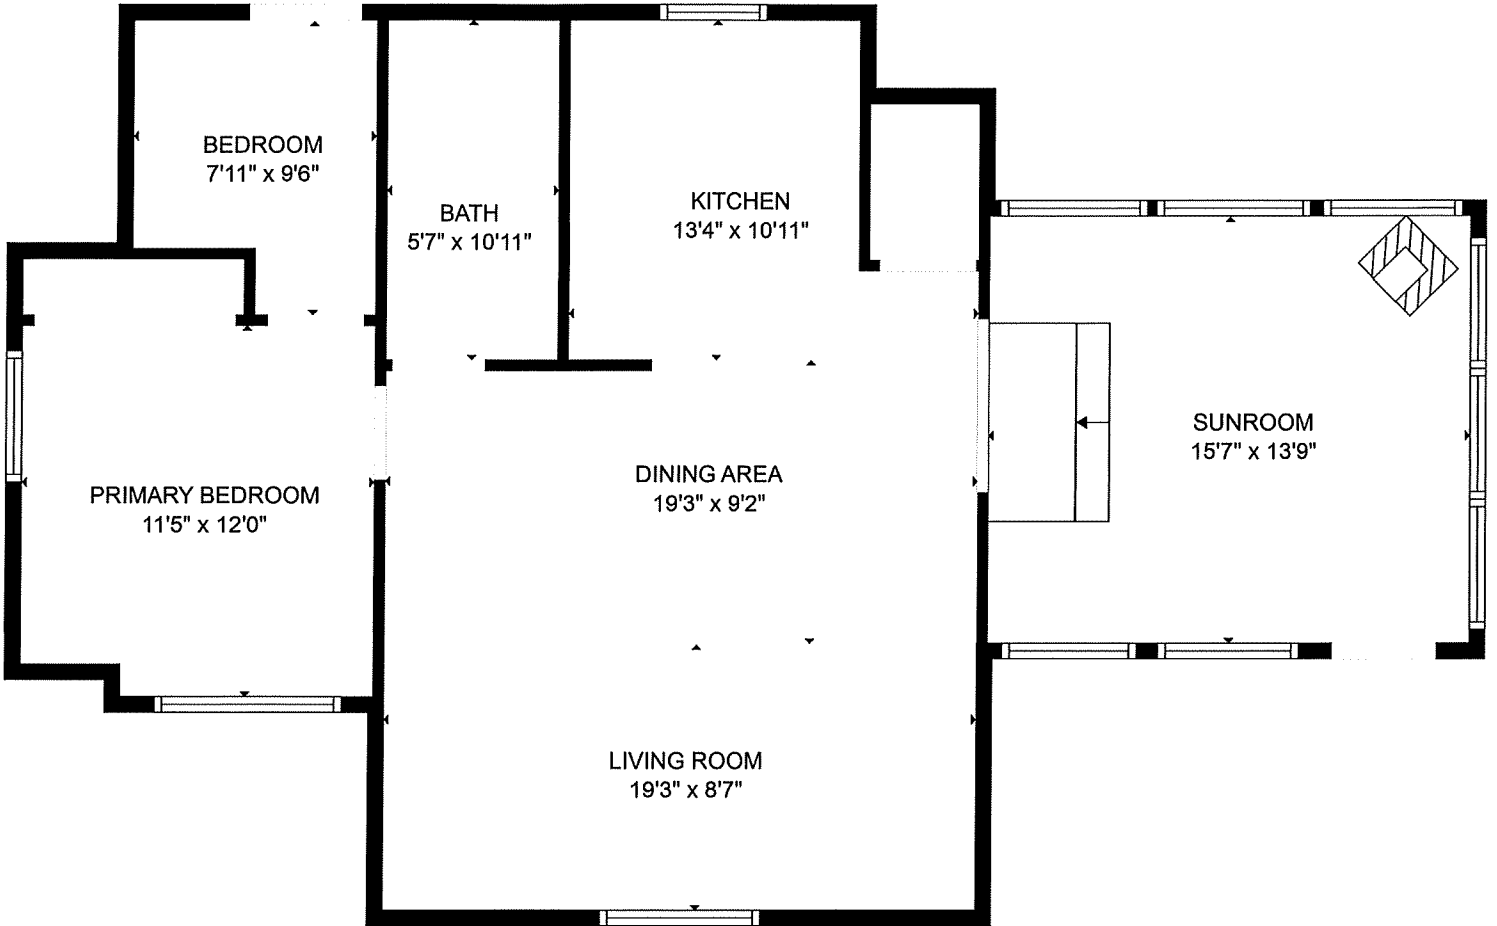 BEDROOM
7'11" x 9'6"
BATH
5'7" x 10'11"
KITCHEN
13'4" x 10'11"
SUNROOM
15'7" x 13'9"
PRIMARY BEDROOM
11'5" x 12'0"
DINING AREA
19'3" x 9'2"
LIVING ROOM
19'3" x 8'7"